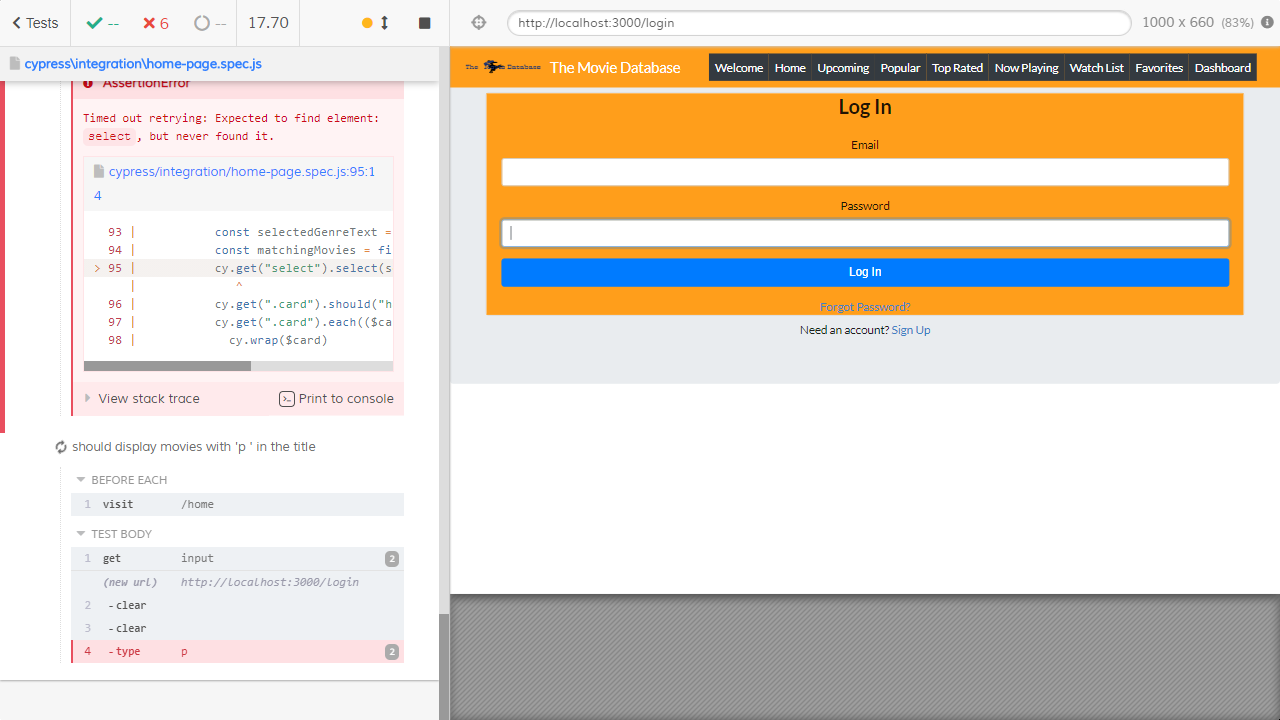 Tests
--
6
--
17.70
http://localhost:3000/login
1000 x 660 (83%)
cypress\integration\home-page.spec.js
AssertionError
Timed out retrying: Expected to find element:
select, but never found it.
cypress/integration/home-page.spec.js:95:1
4
93 | const selectedGenreText =
94 | const matchingMovies = fi
> 95 | cy.get("select").select(s
| ^
96 | cy.get(".card").should("h
97 | cy.get(".card").each(($ca
98 | cy.wrap($card)
View stack trace
Print to console
should display movies with 'p ' in the title
BEFORE EACH
1 visit /home
TEST BODY
1 get input 2
(new url) http://localhost:3000/login
2 -clear
3 -clear
4 -type p 2
The Movie Database
Welcome Home Upcoming Popular Top Rated Now Playing Watch List Favorites Dashboard
Log In
Email
Password
Log In
Forgot Password?
Need an account? Sign Up